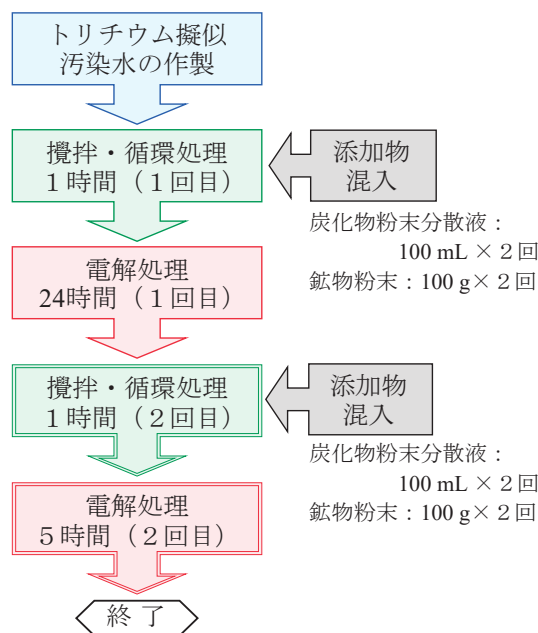 トリチウム擬似
汚染水の作製
攪拌・循環処理
１時間（１回目）
添加物
混入
炭化物粉末分散液：
100 mL × ２回
鉱物粉末：100 g× ２回
電解処理
24時間（１回目）
攪拌・循環処理
１時間（２回目）
添加物
混入
炭化物粉末分散液：
100 mL × ２回
鉱物粉末：100 g× ２回
電解処理
５時間（２回目）
終 了